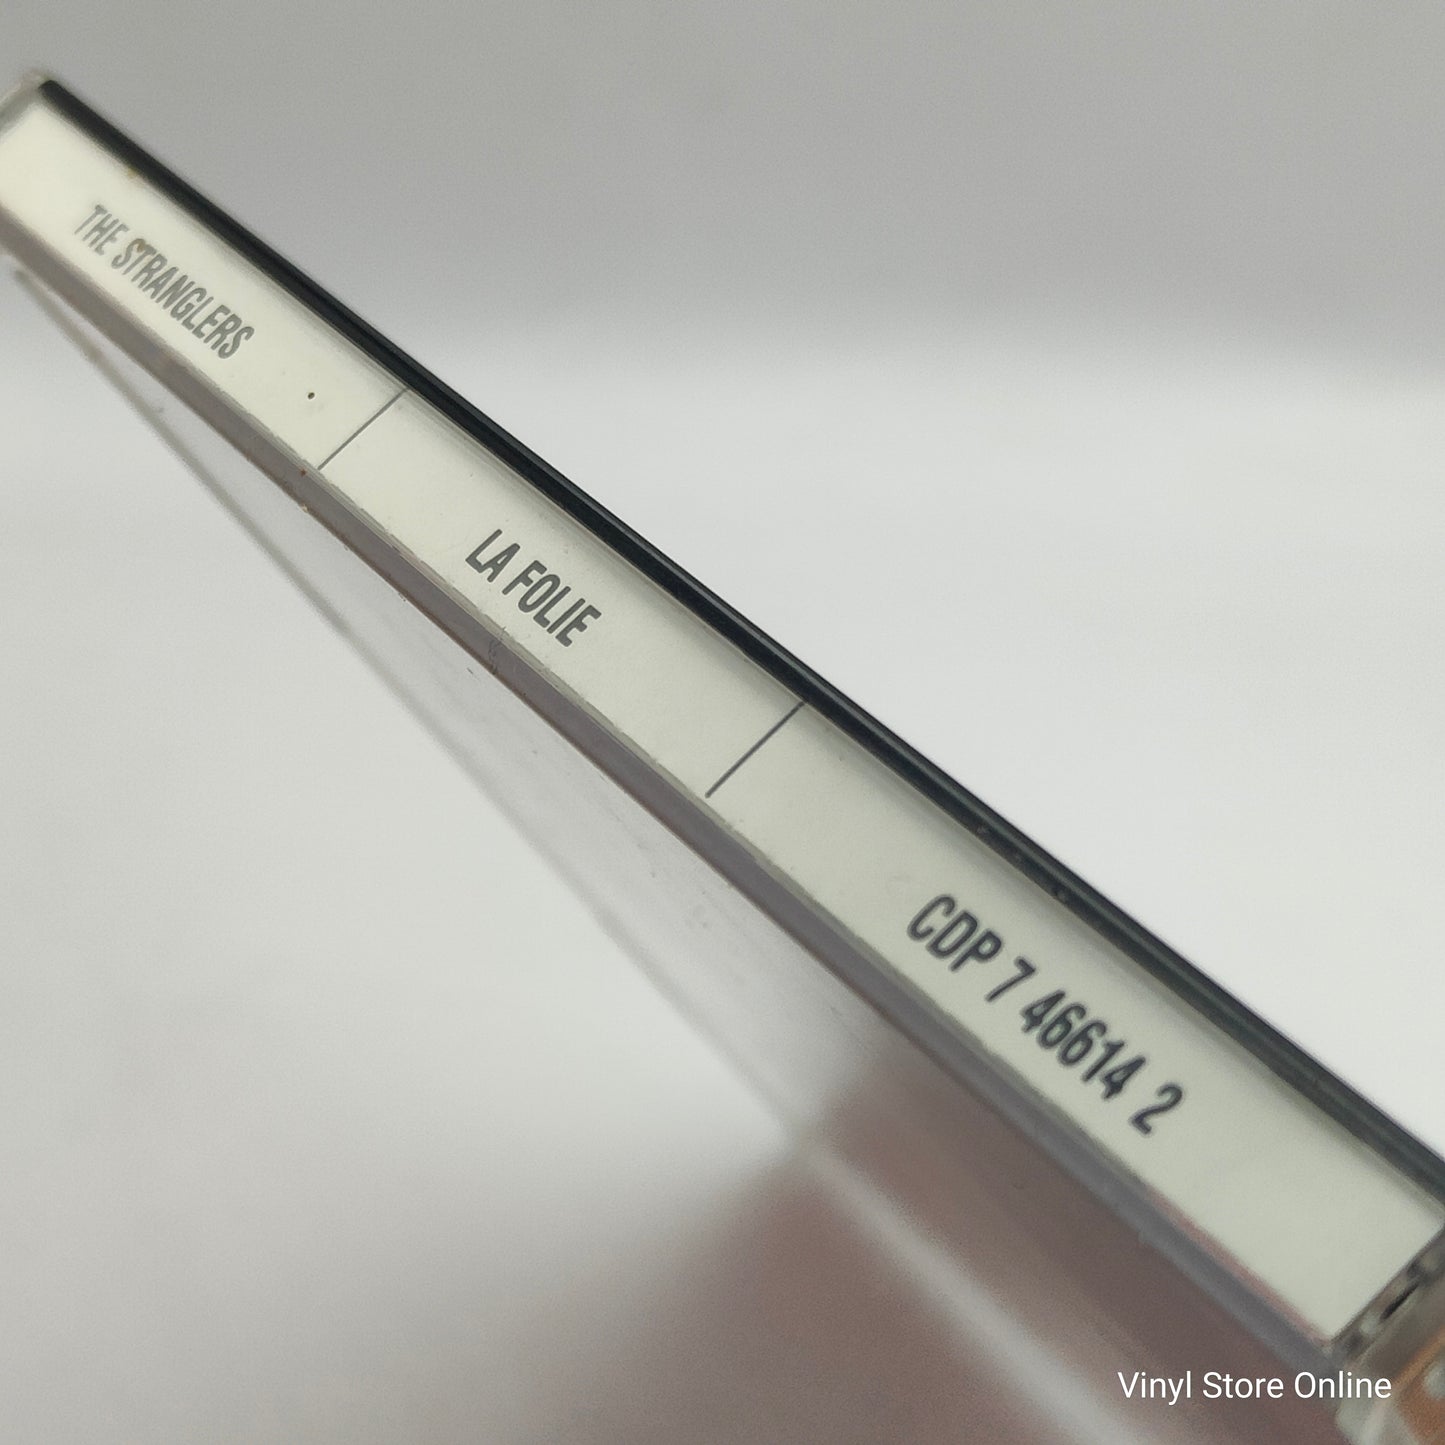 THE STRANGLERS
LA FOLIE
CDP 7 46614 2
Vinyl Store Online